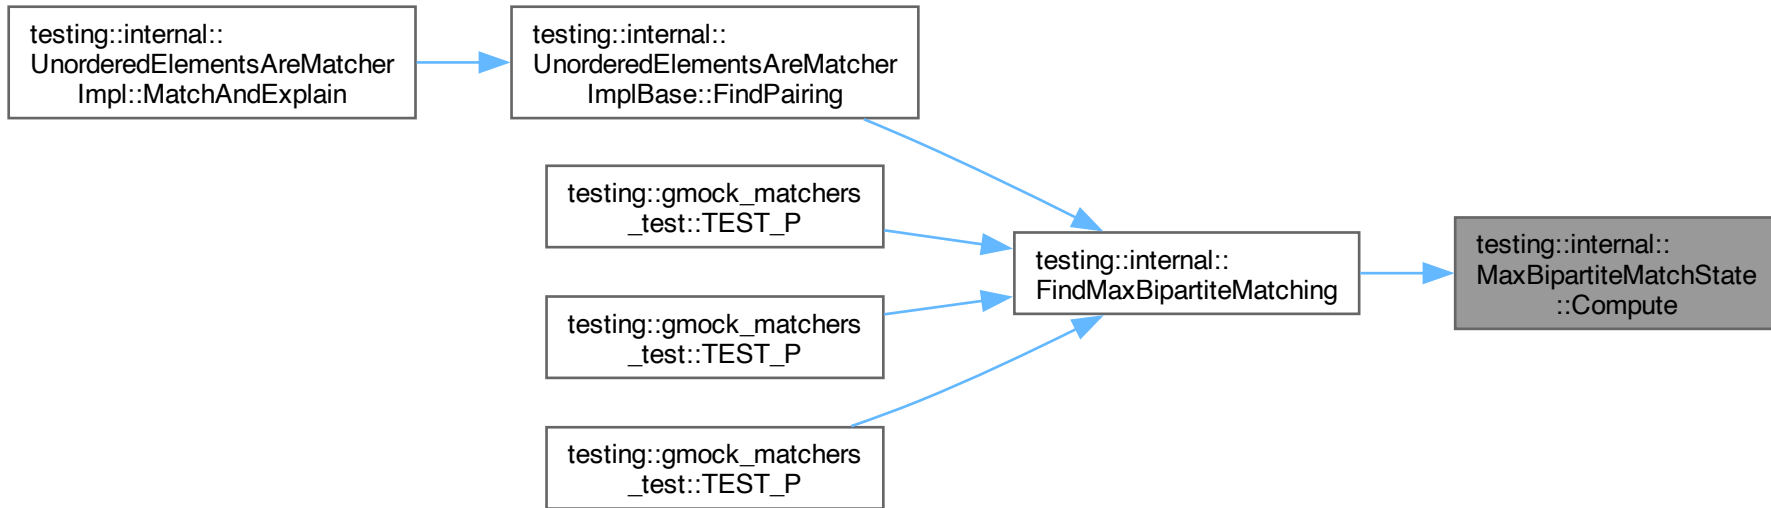 testing::internal::
UnorderedElementsAreMatcher
Impl::MatchAndExplain
testing::internal::
UnorderedElementsAreMatcher
ImplBase::FindPairing
testing::gmock_matchers
_test::TEST_P
testing::gmock_matchers
_test::TEST_P
testing::gmock_matchers
_test::TEST_P
testing::internal::
FindMaxBipartiteMatching
testing::internal::
MaxBipartiteMatchState
::Compute